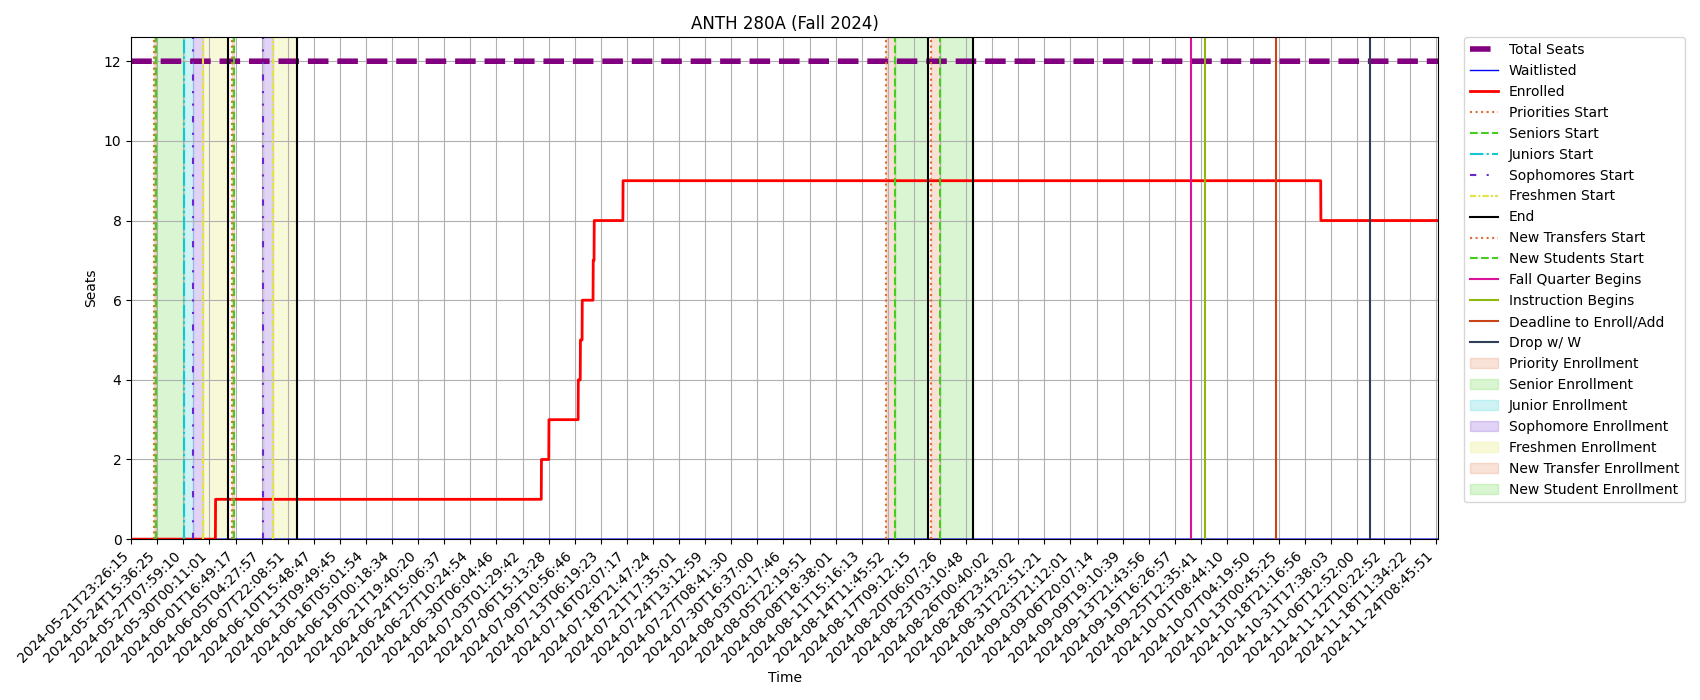 ANTH 280A (Fall 2024)
Seats
12
10
8
6
4
2
0
2024-05-21T23:26:15
2024-05-24T15:36:25
2024-05-27T07:59:10
2024-05-30T00:11:01
2024-06-01T16:49:17
2024-06-05T04:27:57
2024-06-07T22:08:51
2024-06-10T15:48:47
2024-06-13T09:49:45
2024-06-16T05:01:54
2024-06-19T00:18:34
2024-06-21T19:40:20
2024-06-24T15:06:37
2024-06-27T10:24:54
2024-06-30T06:04:46
2024-07-03T01:29:42
2024-07-06T15:13:28
2024-07-09T10:56:46
2024-07-13T06:19:23
2024-07-16T02:07:17
2024-07-18T21:47:24
2024-07-21T17:35:01
2024-07-24T13:12:59
2024-07-27T08:41:30
2024-07-30T16:37:00
2024-08-03T02:17:46
2024-08-05T22:19:51
2024-08-08T18:38:01
2024-08-11T15:16:13
2024-08-14T11:45:52
2024-08-17T09:12:15
2024-08-20T06:07:26
2024-08-23T03:10:48
2024-08-26T00:40:02
2024-08-28T23:43:02
2024-08-31T22:51:21
2024-09-03T21:12:01
2024-09-06T20:07:14
2024-09-09T19:10:39
2024-09-13T21:43:56
2024-09-19T16:26:57
2024-09-25T12:35:41
2024-10-01T08:44:10
2024-10-07T04:19:50
2024-10-13T00:45:25
2024-10-18T21:16:56
2024-10-31T17:38:03
2024-11-06T12:52:00
2024-11-12T10:22:52
2024-11-18T11:34:22
2024-11-24T08:45:51
Time
Total Seats
Waitlisted
Enrolled
Priorities Start
Seniors Start
Juniors Start
Sophomores Start
Freshmen Start
End
New Transfers Start
New Students Start
Fall Quarter Begins
Instruction Begins
Deadline to Enroll/Add
Drop w/ W
Priority Enrollment
Senior Enrollment
Junior Enrollment
Sophomore Enrollment
Freshmen Enrollment
New Transfer Enrollment
New Student Enrollment